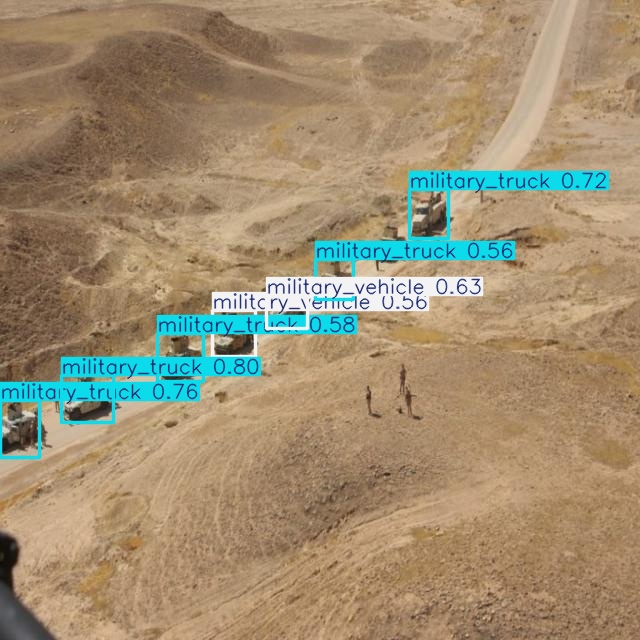 military_truck 0.72
military_truck 0.56
military_vehicle 0.63
military_vehicle 0.56
military_truck 0.58
military_truck 0.80
military_truck 0.76